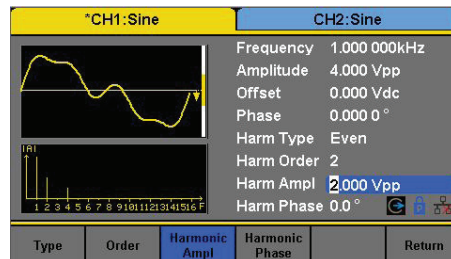 *CH1:Sine
CH2:Sine
Frequency 1.000 000kHz
Amplitude 4.000 Vpp
Offset 0.000 Vdc
Phase 0.000 0 °
Harm Type Even
Harm Order 2
Harm Ampl 2.000 Vpp
Harm Phase 0.0 °
|A|
1 2 3 4 5 6 7 8 9 10 11 12 13 14 15 16 F
Type
Order
Harmonic Ampl
Harmonic Phase
Return